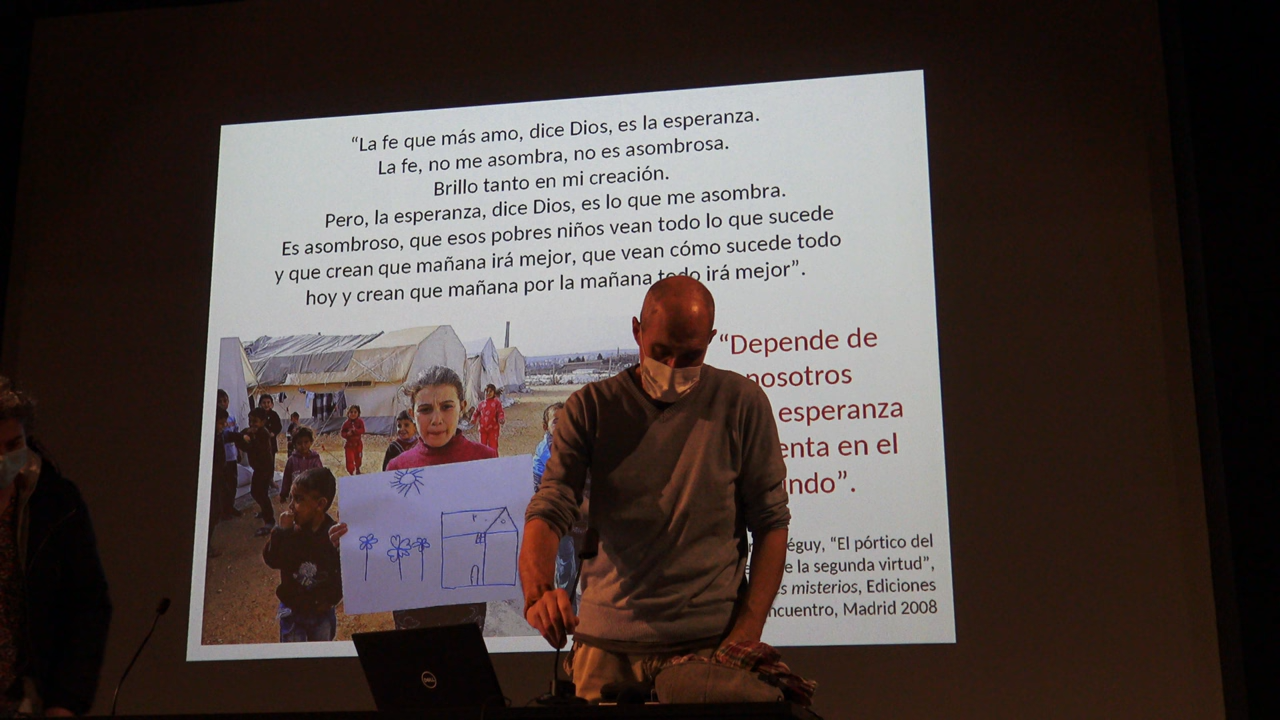 “La fe que más amo, dice Dios, es la esperanza.
La fe, no me asombra, no es asombrosa.
Brillo tanto en mi creación.
Pero, la esperanza, dice Dios, es lo que me asombra.
Es asombroso, que esos pobres niños vean todo lo que sucede
y que crean que mañana irá mejor, que vean cómo sucede todo
hoy y crean que mañana por la mañana todo irá mejor”.
“Depende de
nosotros
esperanza
enta en el
ndo”.
éguy, “El pórtico del
la segunda virtud”,
misterios, Ediciones
ncuentro, Madrid 2008
DELL